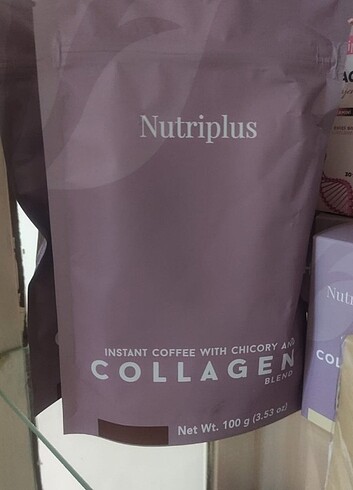 Nutriplus
INSTANT COFFEE WITH CHICORY AND
COLLAGEN
BLEND
Net Wt. 100 g (3.53 oz)